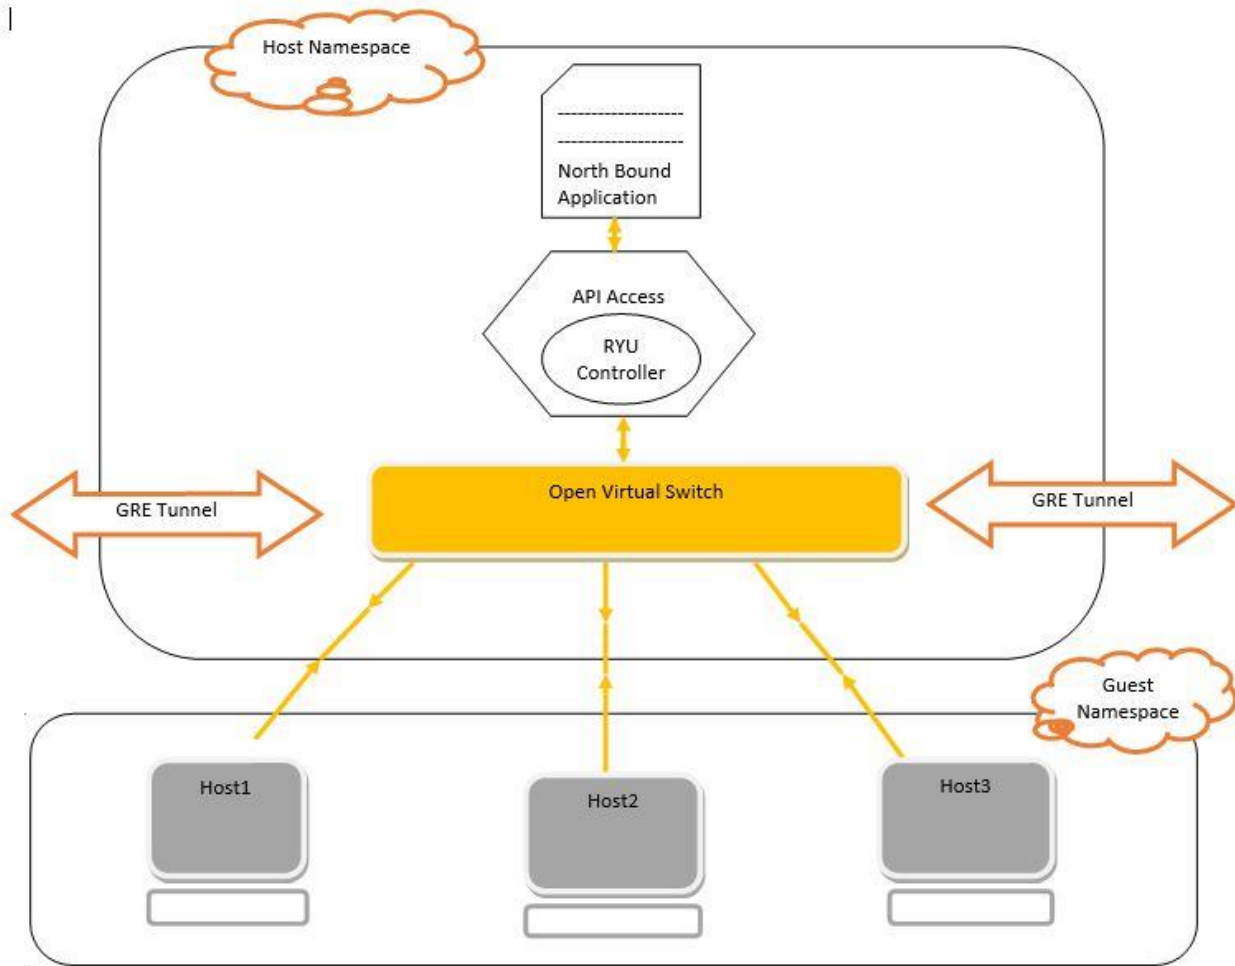 Host Namespace
North Bound
Application
API Access
RYU
Controller
Open Virtual Switch
GRE Tunnel
GRE Tunnel
Guest
Namespace
Host1
Host2
Host3